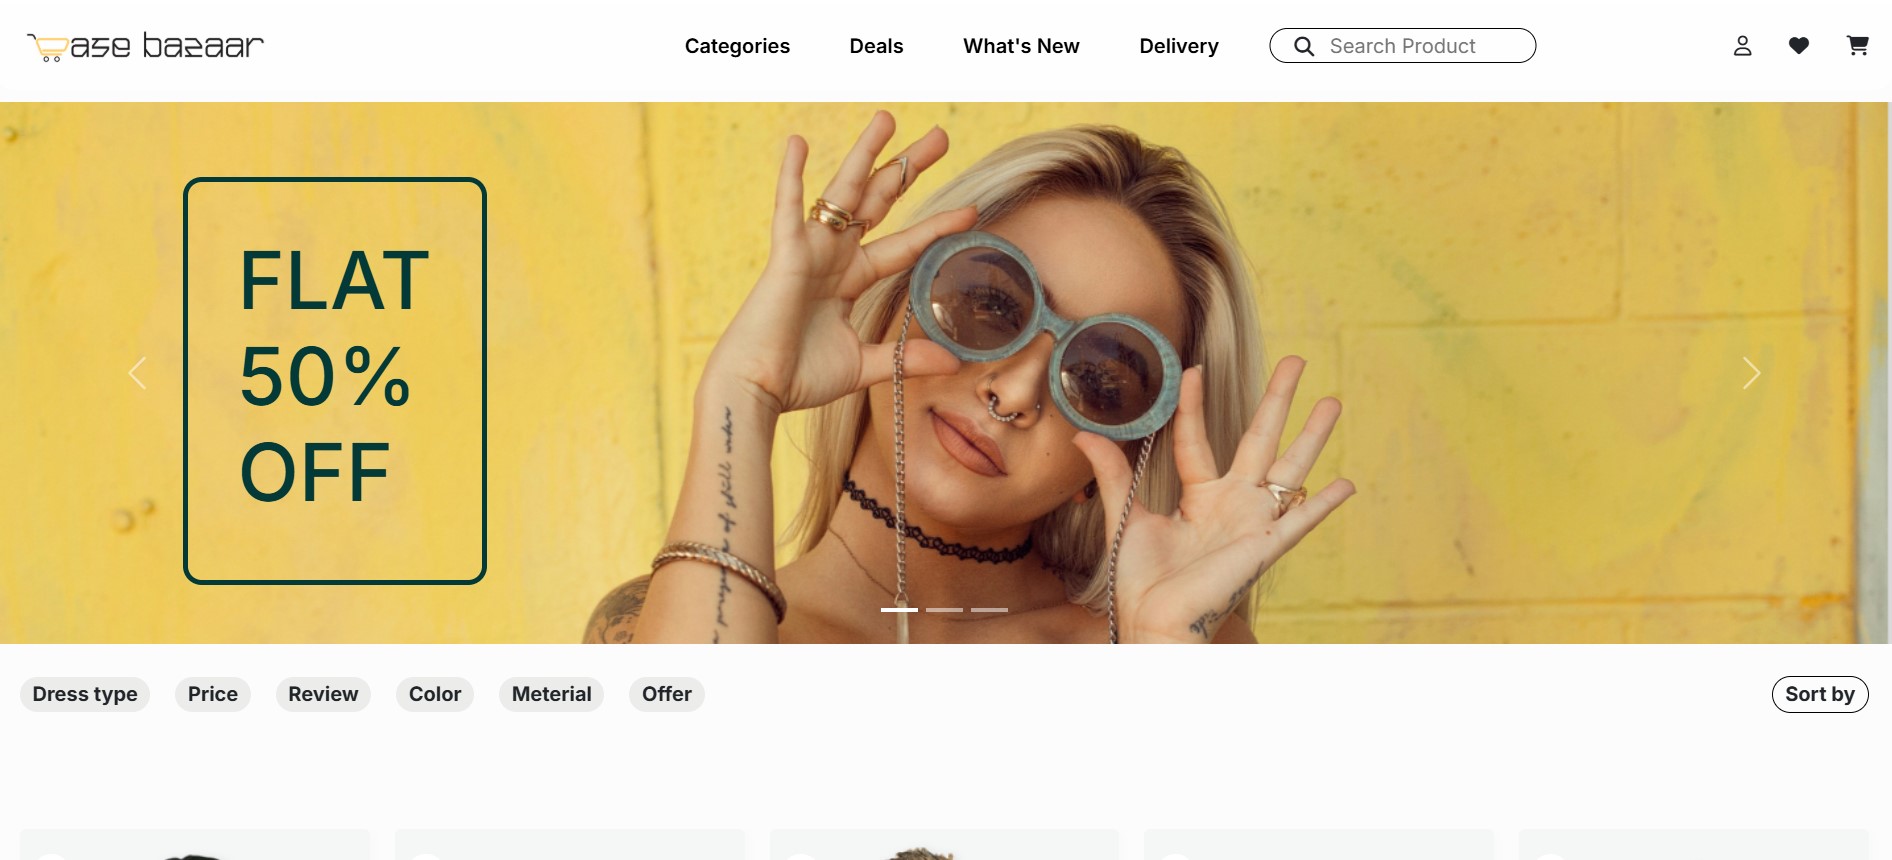 ase bazaar
Categories Deals What's New Delivery Search Product
FLAT
50%
OFF
Dress type Price Review Color Meterial Offer Sort by